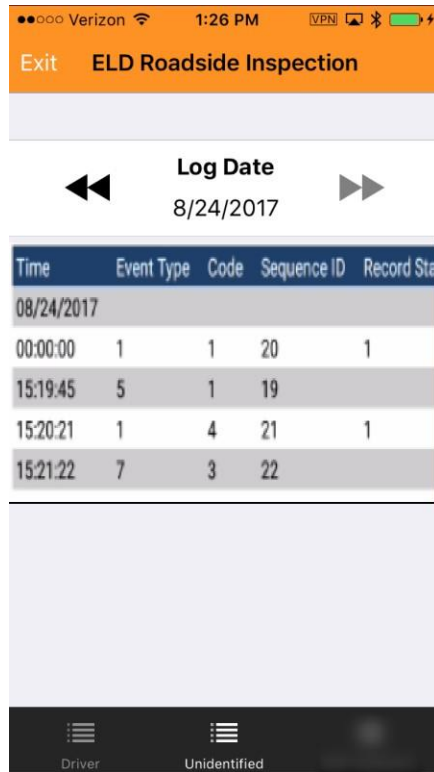 Verizon 1:26 PM VPN
Exit ELD Roadside Inspection
Log Date
8/24/2017
Time Event Type Code Sequence ID Record Sta
08/24/2017
00:00:00 1 1 20 1
15:19:45 5 1 19
15:20:21 1 4 21 1
15:21:22 7 3 22
Driver Unidentified